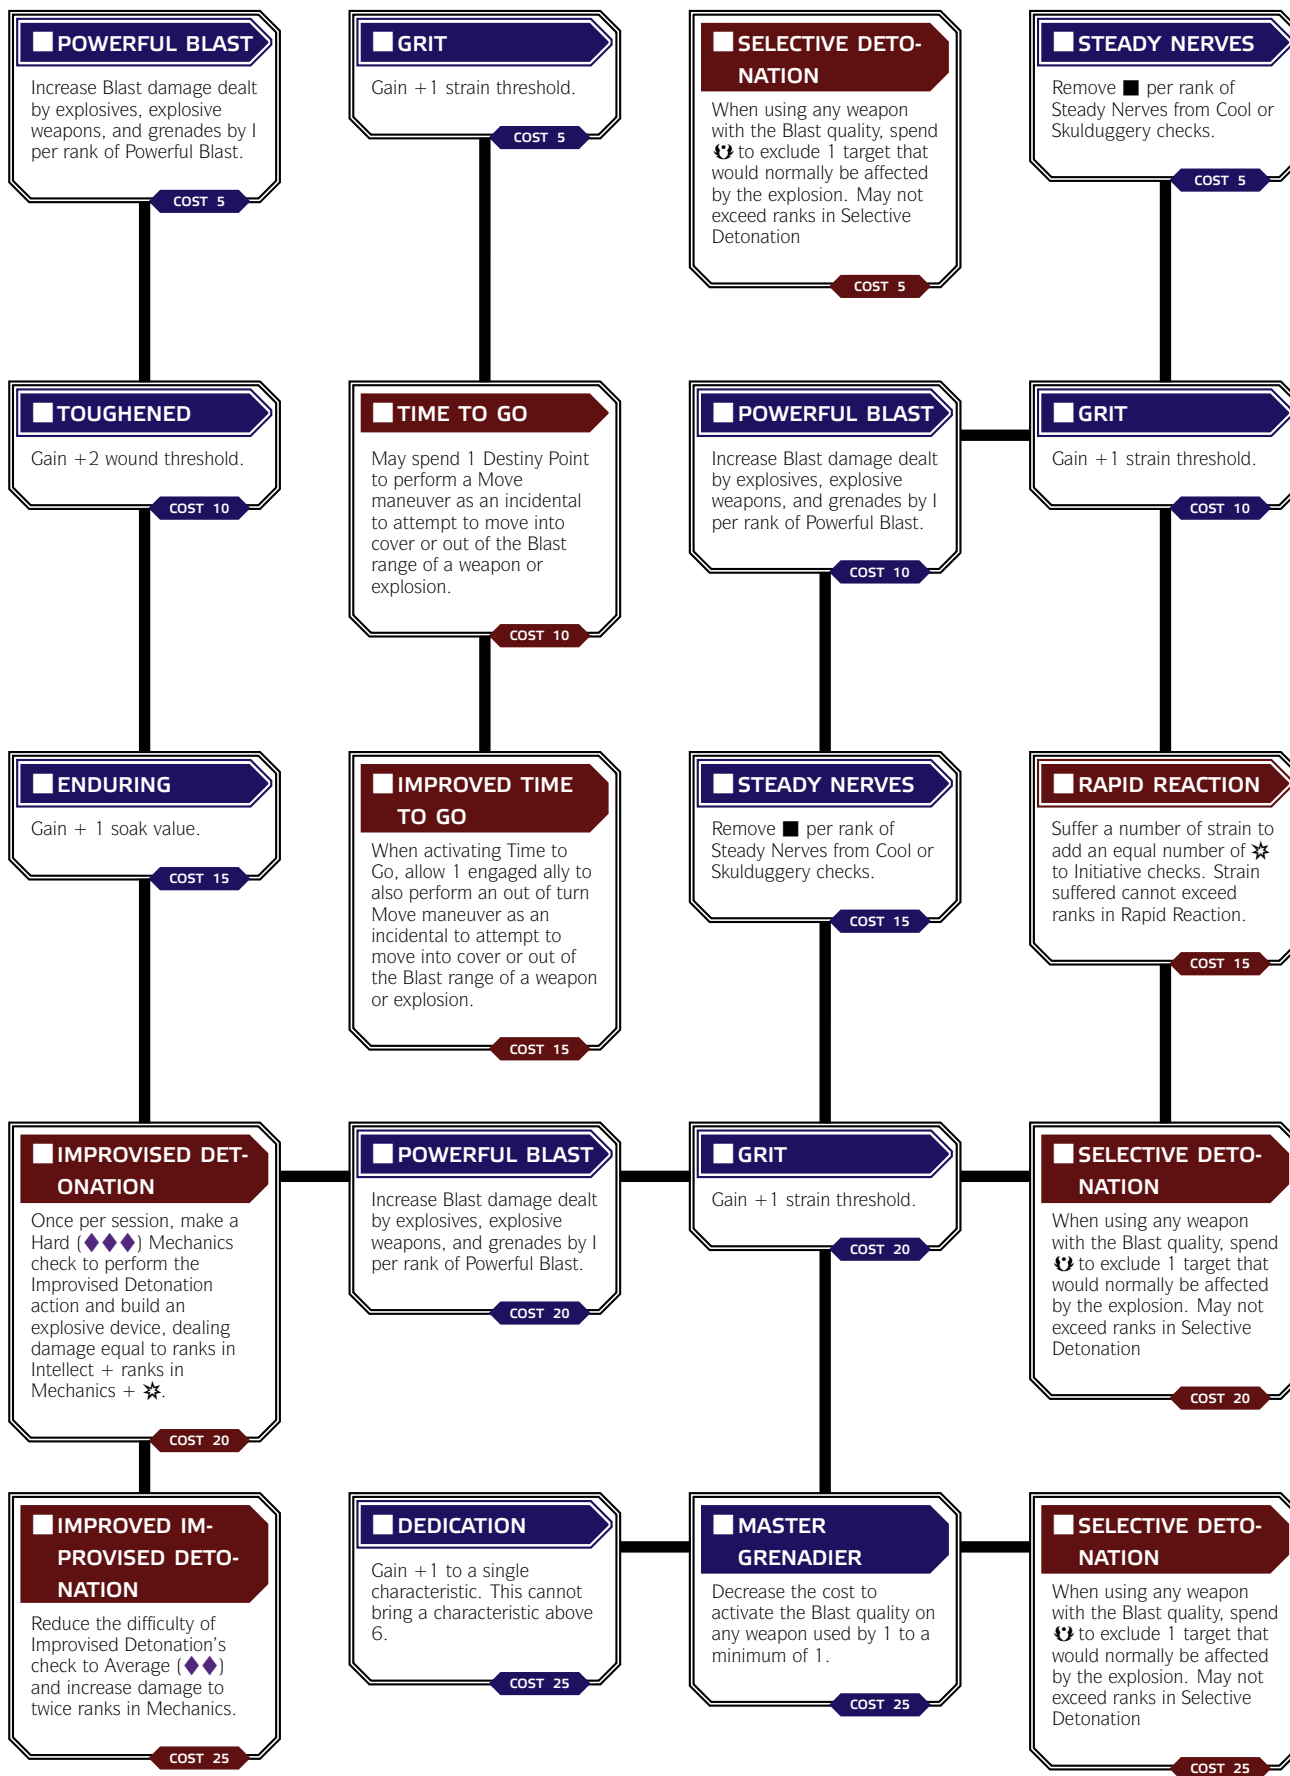 POWERFUL BLAST
Increase Blast damage dealt
by explosives, explosive
weapons, and grenades by I
per rank of Powerful Blast.
COST 5
GRIT
Gain +1 strain threshold.
COST 5
SELECTIVE DETO-
NATION
When using any weapon
with the Blast quality, spend
to exclude 1 target that
would normally be affected
by the explosion. May not
exceed ranks in Selective
Detonation
COST 5
STEADY NERVES
Remove ■ per rank of
Steady Nerves from Cool or
Skulduggery checks.
COST 5
TOUGHENED
Gain +2 wound threshold.
COST 10
TIME TO GO
May spend 1 Destiny Point
to perform a Move
maneuver as an incidental
to attempt to move into
cover or out of the Blast
range of a weapon or
explosion.
COST 10
POWERFUL BLAST
Increase Blast damage dealt
by explosives, explosive
weapons, and grenades by I
per rank of Powerful Blast.
COST 10
GRIT
Gain +1 strain threshold.
COST 10
ENDURING
Gain + 1 soak value.
COST 15
IMPROVED TIME
TO GO
When activating Time to
Go, allow 1 engaged ally to
also perform an out of turn
Move maneuver as an
incidental to attempt to
move into cover or out of
the Blast range of a weapon
or explosion.
COST 15
STEADY NERVES
Remove ■ per rank of
Steady Nerves from Cool or
Skulduggery checks.
COST 15
RAPID REACTION
Suffer a number of strain to
add an equal number of
to Initiative checks. Strain
suffered cannot exceed
ranks in Rapid Reaction.
COST 15
IMPROVISED DET-
ONATION
Once per session, make a
Hard (♦♦♦) Mechanics
check to perform the
Improvised Detonation
action and build an
explosive device, dealing
damage equal to ranks in
Intellect + ranks in
Mechanics + .
COST 20
POWERFUL BLAST
Increase Blast damage dealt
by explosives, explosive
weapons, and grenades by I
per rank of Powerful Blast.
COST 20
GRIT
Gain +1 strain threshold.
COST 20
SELECTIVE DETO-
NATION
When using any weapon
with the Blast quality, spend
to exclude 1 target that
would normally be affected
by the explosion. May not
exceed ranks in Selective
Detonation
COST 20
IMPROVED IM-
PROVISED DETO-
NATION
Reduce the difficulty of
Improvised Detonation's
check to Average (♦♦)
and increase damage to
twice ranks in Mechanics.
COST 25
DEDICATION
Gain +1 to a single
characteristic. This cannot
bring a characteristic above
6.
COST 25
MASTER
GRENADIER
Decrease the cost to
activate the Blast quality on
any weapon used by 1 to a
minimum of 1.
COST 25
SELECTIVE DETO-
NATION
When using any weapon
with the Blast quality, spend
to exclude 1 target that
would normally be affected
by the explosion. May not
exceed ranks in Selective
Detonation
COST 25